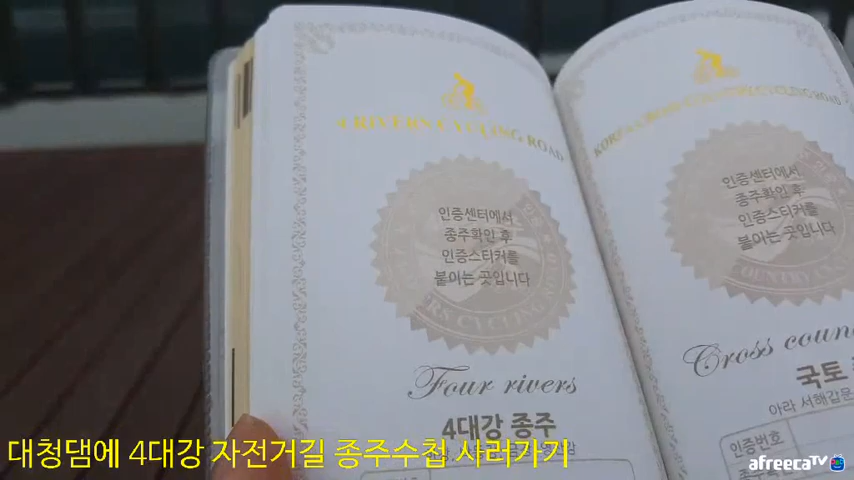 4 RIVERS CYCLING ROAD
인증센터에서
종주확인 후
인증스티커를
붙이는 곳입니다
Four rivers
4대강 종주
KOREA CROSS COUNTRY CYCLING ROAD
인증센터에서
종주확인 후
인증스티커를
붙이는 곳입니다
Cross coun
국토
아라 서해갑문
인증번호
대청댐에 4대강 자전거길 종주수첩 사러가기
afreecaTV